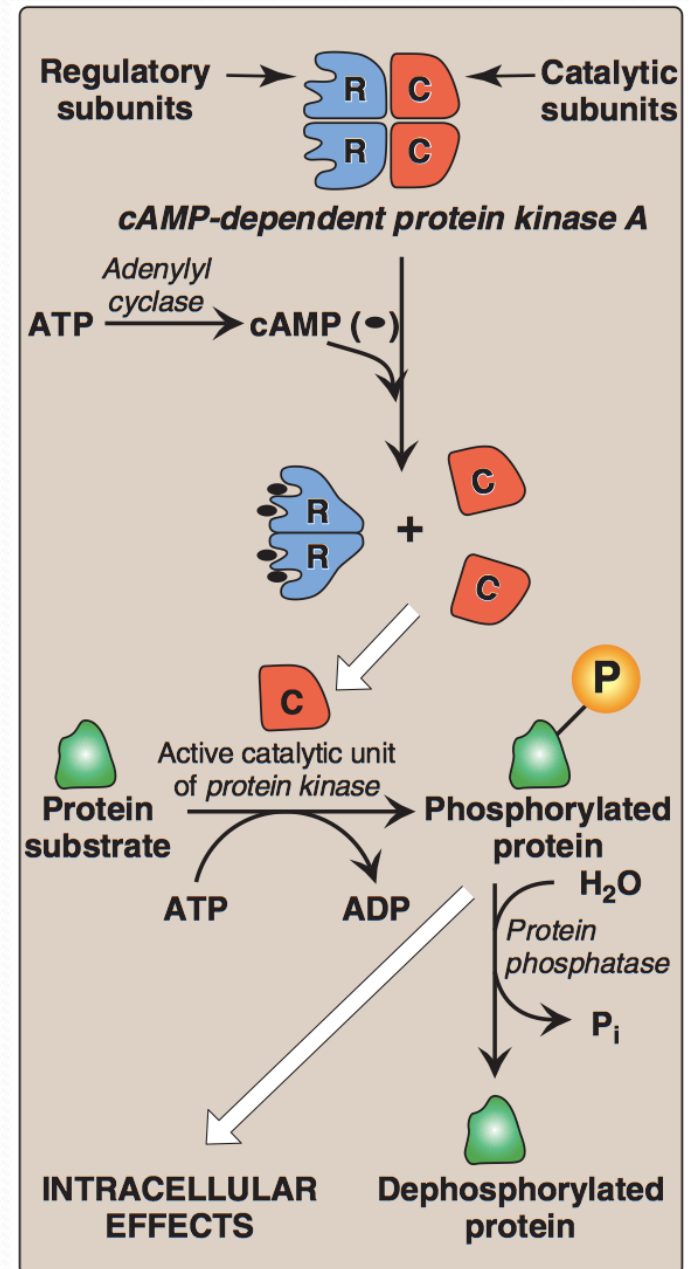 Regulatory
subunits
R
C
Catalytic
subunits
R
C
cAMP-dependent protein kinase A
Adenylyl
cyclase
ATP
cAMP ( )
C
R
+
R
C
C
P
Active catalytic unit
of protein kinase
Protein
substrate
Phosphorylated
protein
ATP
ADP
H₂O
Protein
phosphatase
Pᵢ
INTRACELLULAR
EFFECTS
Dephosphorylated
protein